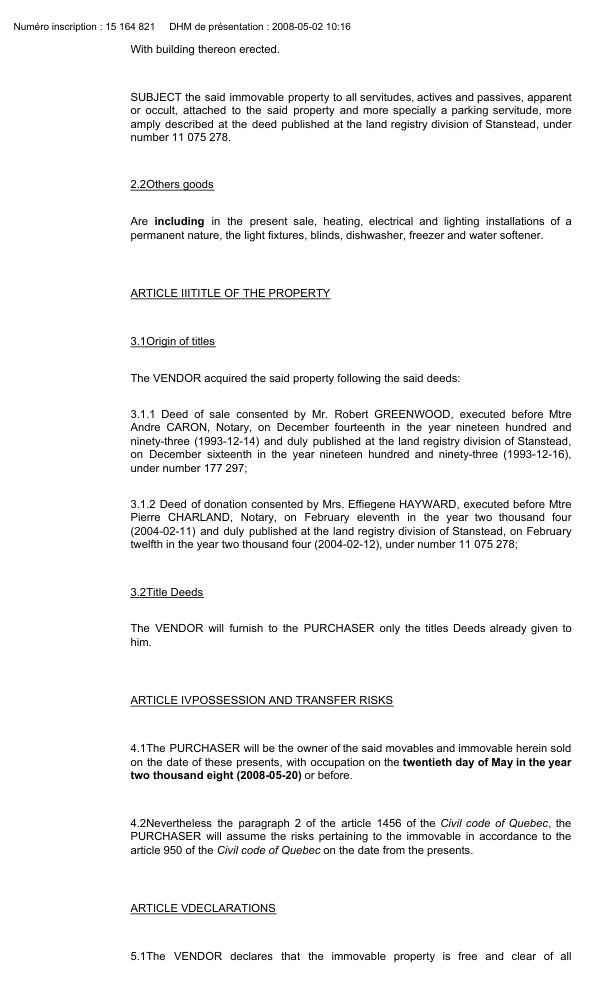 Numéro inscription : 15 164 821 DHM de présentation : 2008-05-02 10:16
With building thereon erected.
SUBJECT the said immovable property to all servitudes, actives and passives, apparent
or occult, attached to the said property and more specially a parking servitude, more
amply described at the deed published at the land registry division of Stanstead, under
number 11 075 278.
2.2Others goods
Are including in the present sale, heating, electrical and lighting installations of a
permanent nature, the light fixtures, blinds, dishwasher, freezer and water softener.
ARTICLE IIITITLE OF THE PROPERTY
3.1Origin of titles
The VENDOR acquired the said property following the said deeds:
3.1.1 Deed of sale consented by Mr. Robert GREENWOOD, executed before Mtre
Andre CARON, Notary, on December fourteenth in the year nineteen hundred and
ninety-three (1993-12-14) and duly published at the land registry division of Stanstead,
on December sixteenth in the year nineteen hundred and ninety-three (1993-12-16),
under number 177 297;
3.1.2 Deed of donation consented by Mrs. Effiegene HAYWARD, executed before Mtre
Pierre CHARLAND, Notary, on February eleventh in the year two thousand four
(2004-02-11) and duly published at the land registry division of Stanstead, on February
twelfth in the year two thousand four (2004-02-12), under number 11 075 278;
3.2Title Deeds
The VENDOR will furnish to the PURCHASER only the titles Deeds already given to
him.
ARTICLE IVPOSSESSION AND TRANSFER RISKS
4.1The PURCHASER will be the owner of the said movables and immovable herein sold
on the date of these presents, with occupation on the twentieth day of May in the year
two thousand eight (2008-05-20) or before.
4.2Nevertheless the paragraph 2 of the article 1456 of the Civil code of Quebec, the
PURCHASER will assume the risks pertaining to the immovable in accordance to the
article 950 of the Civil code of Quebec on the date from the presents.
ARTICLE VDECLARATIONS
5.1The VENDOR declares that the immovable property is free and clear of all